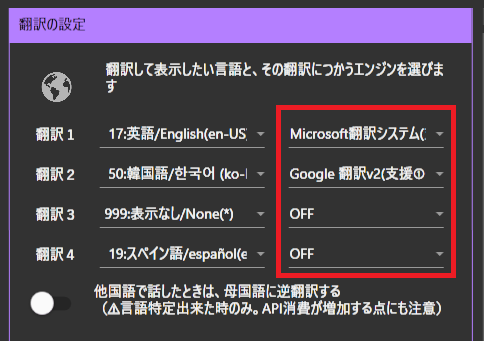 翻訳の設定
翻訳して表示したい言語と、その翻訳につかうエンジンを選びま
す
翻訳 1 17:英語/English(en-US) Microsoft翻訳システム(
翻訳 2 50:韓国語/한국어 (ko- Google 翻訳v2(支援①
翻訳 3 999:表示なし/None(*) OFF
翻訳 4 19:スペイン語/español(e OFF
他国語で話したときは、母国語に逆翻訳する
(⚠言語特定出来た時のみ。API消費が増加する点にも注意)